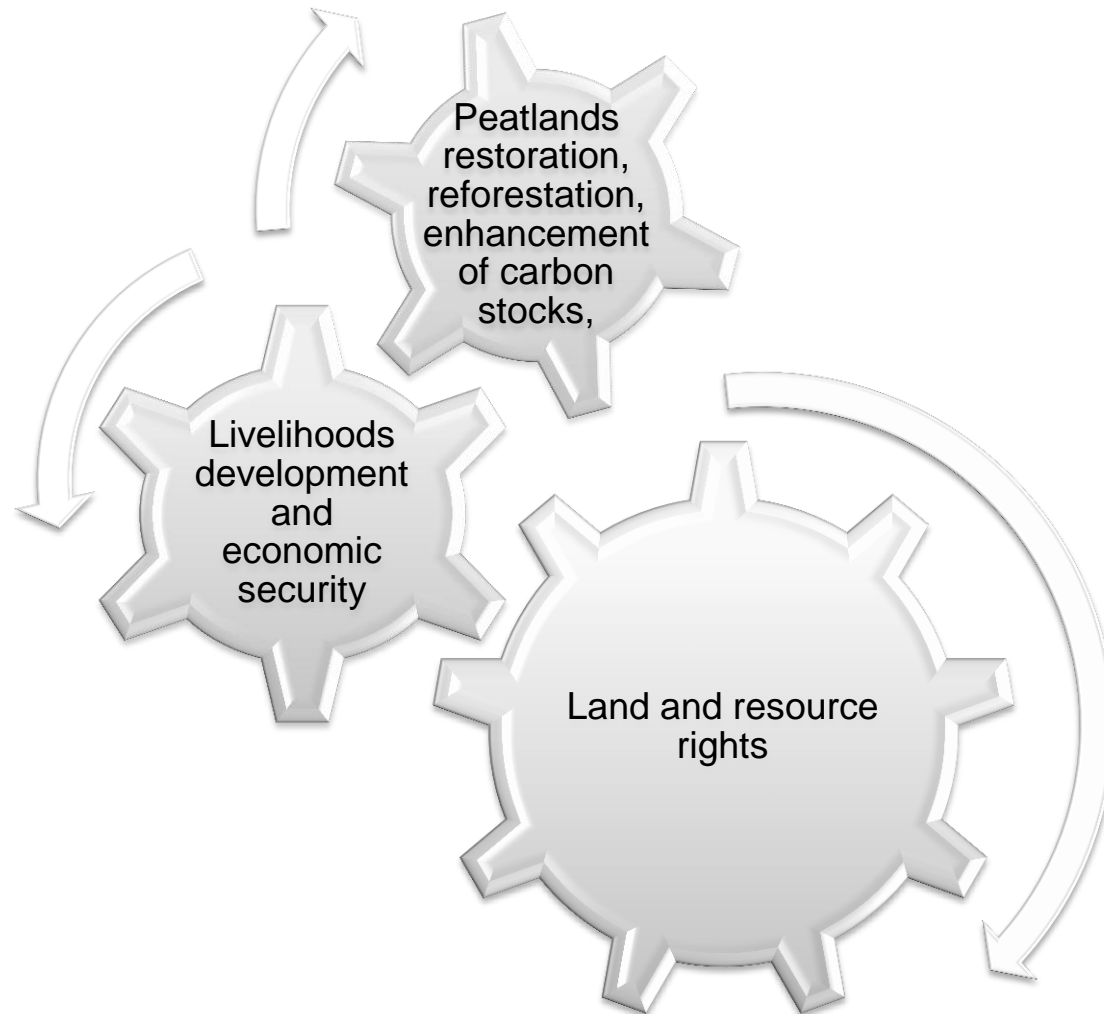 Peatlands
restoration,
reforestation,
enhancement
of carbon
stocks,
Livelihoods
development
and
economic
security
Land and resource
rights